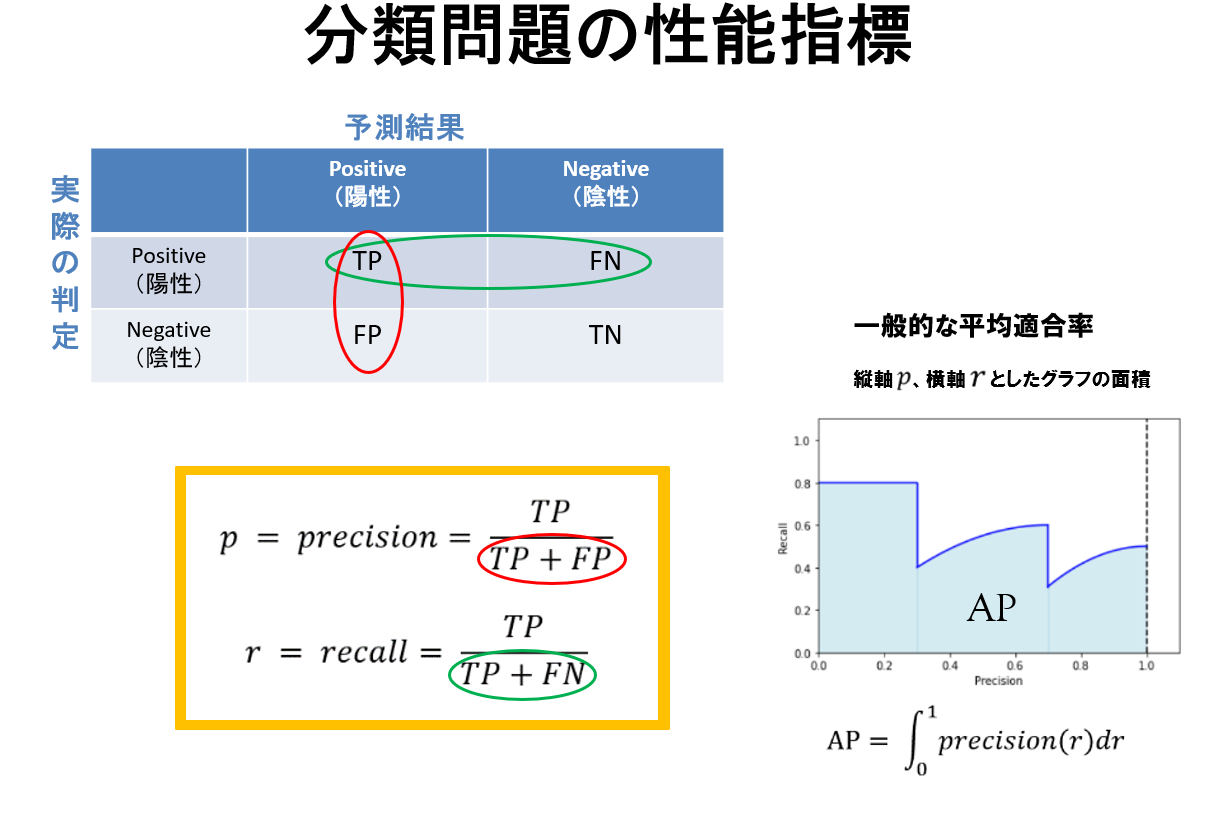 分類問題の性能指標
予測結果
実際の判定
Positive
（陽性）
Negative
（陰性）
Positive
（陽性）
TP
FN
Negative
（陰性）
FP
TN
p = precision = TP / (TP + FP)
r = recall = TP / (TP + FN)
一般的な平均適合率
縦軸p、横軸rとしたグラフの面積
1.0
0.8
0.6
0.4
0.2
0.0
Recall
AP
0.0 0.2 0.4 0.6 0.8 1.0
Precision
AP = ∫₀¹ precision(r)dr